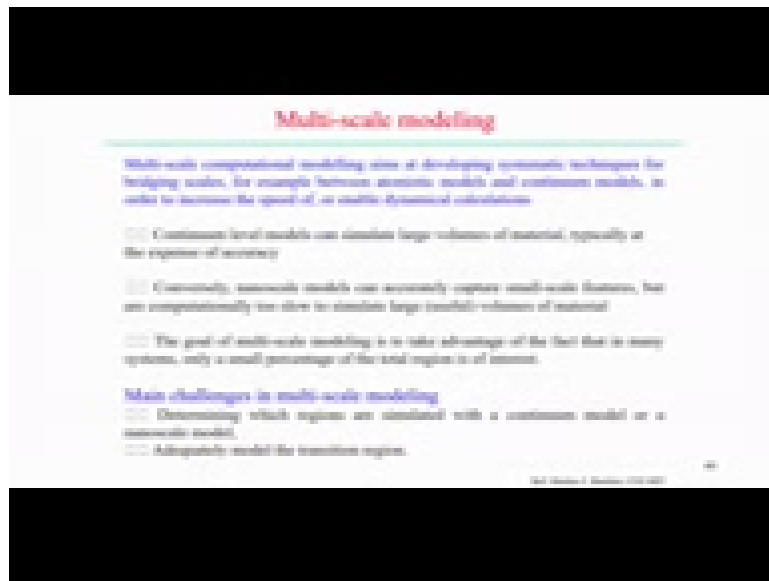 Multi-scale modeling
Multi-scale computational modelling aims at developing systematic techniques for
bridging scales, for example between atomistic models and continuum models, in
order to increase the speed of, or enable dynamical calculations
Continuum level models can simulate large volumes of material, typically at
the expense of accuracy
Conversely, nanoscale models can accurately capture small-scale features, but
are computationally too slow to simulate large (useful) volumes of material
The goal of multi-scale modeling is to take advantage of the fact that in many
systems, only a small percentage of the total region is of interest.
Main challenges in multi-scale modeling
Determining which regions are simulated with a continuum model or a
nanoscale model.
Adequately model the transition region.